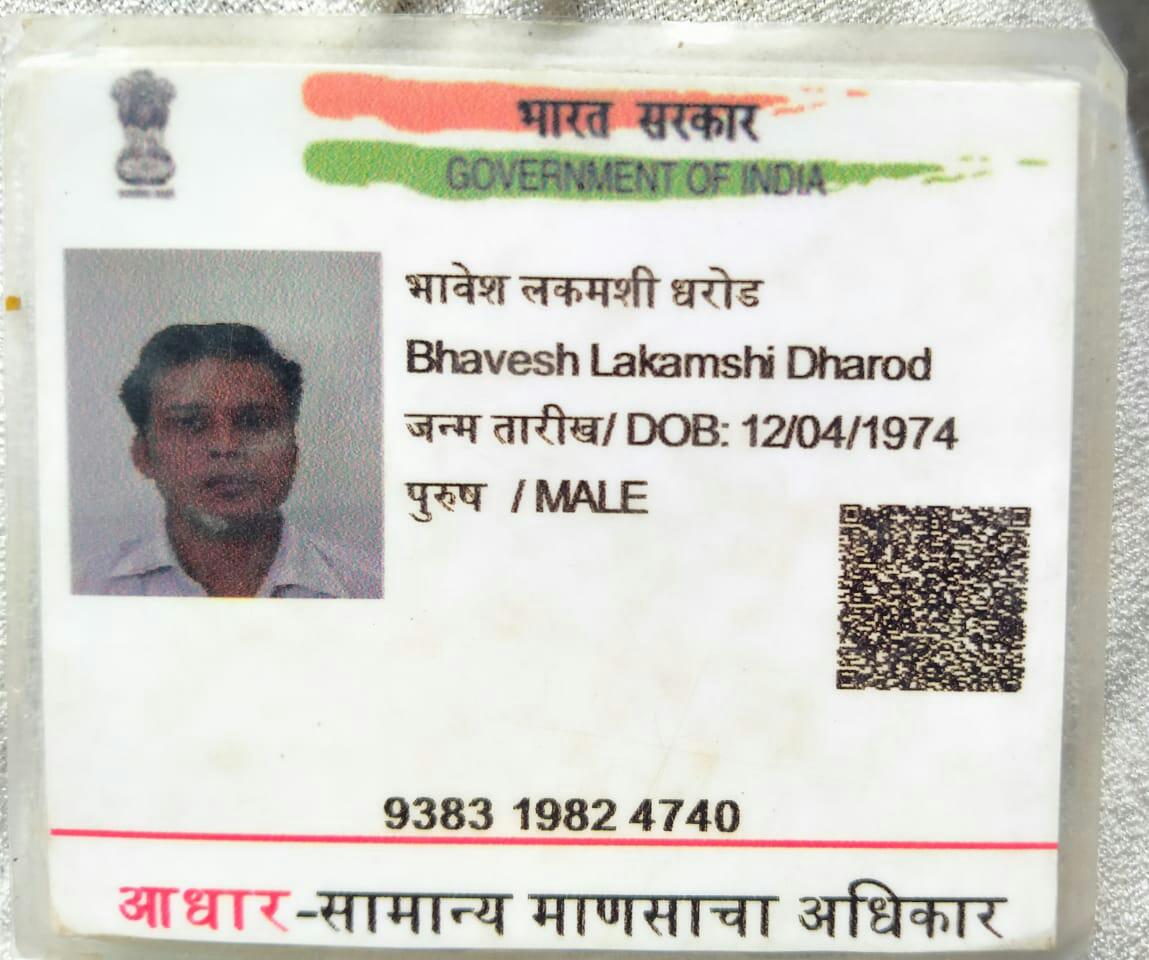 भारत सरकार
GOVERNMENT OF INDIA
भावेश लकमशी धरोड
Bhavesh Lakamshi Dharod
जन्म तारीख/ DOB: 12/04/1974
पुरुष / MALE
9383 1982 4740
आधार-सामान्य माणसाचा अधिकार